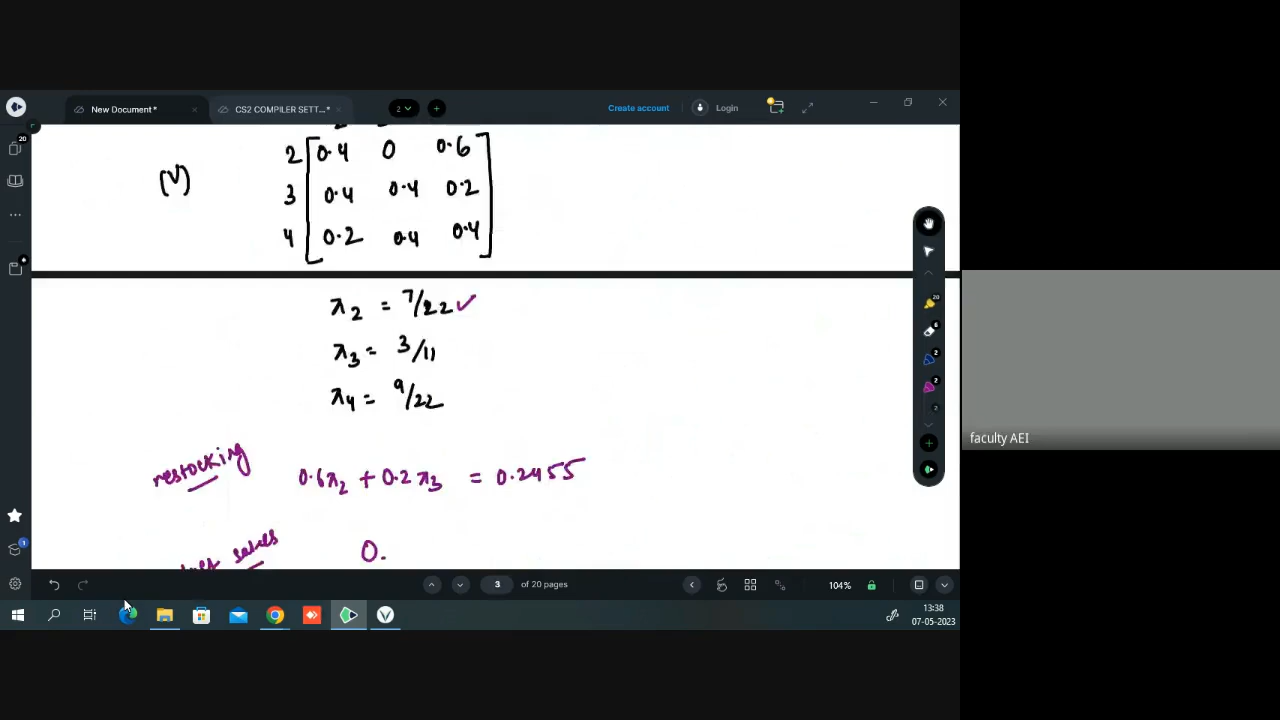 New Document*
CS2 COMPILER SETT...*
2
Create account
Login
20
(V)
2 [0.4 0 0.6]
3 0.4 0.4 0.2
4 0.2 0.4 0.4
π2 = 7/22 ✓
π3 = 3/11
π4 = 9/22
restocking 0.6π2 + 0.2π3 = 0.2455
sales 0.
faculty AEI
3 of 20 pages
104%
13:38
07-05-2023